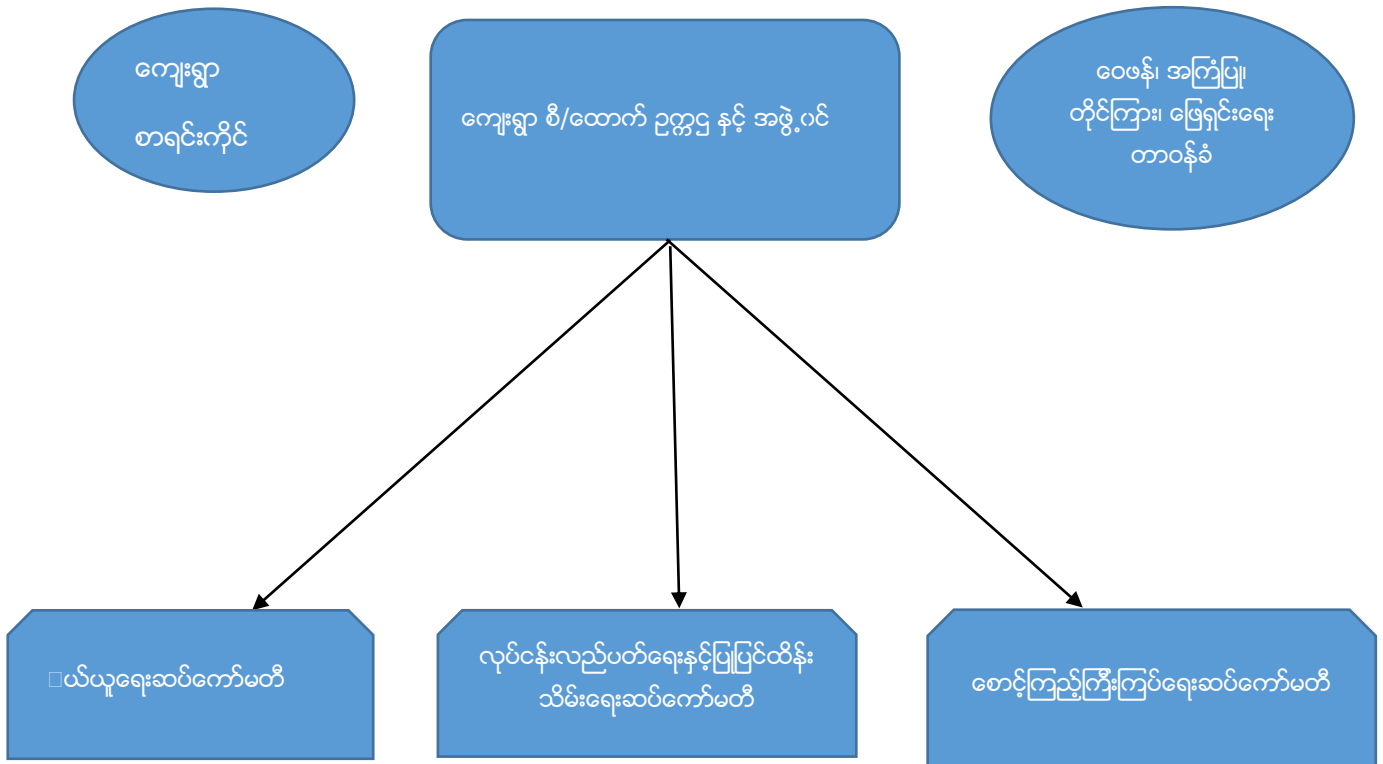 ကျေးရွာ
စာရင်းကိုင်
ကျေးရွာ စီ/ထောက် ဥက္ကဌ နှင့် အဖွဲ့ဝင်
ဝေဖန်၊ အကြံပြု၊
တိုင်ကြား၊ ဖြေရှင်းရေး
တာဝန်ခံ
ယ်ယူရေးဆပ်ကော်မတီ
လုပ်ငန်းလည်ပတ်ရေးနှင့်ပြုပြင်ထိန်း
သိမ်းရေးဆပ်ကော်မတီ
စောင့်ကြည့်ကြီးကြပ်ရေးဆပ်ကော်မတီ